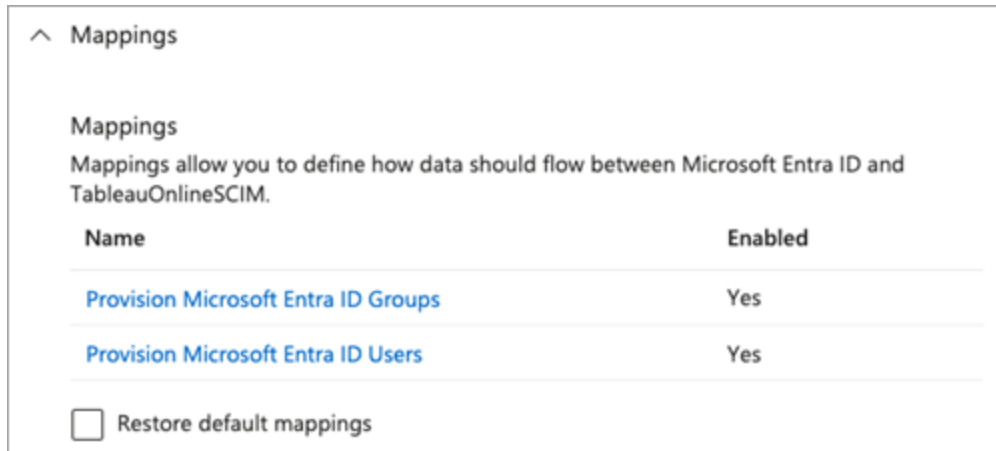 Mappings
Mappings
Mappings allow you to define how data should flow between Microsoft Entra ID and
TableauOnlineSCIM.
Name Enabled
Provision Microsoft Entra ID Groups Yes
Provision Microsoft Entra ID Users Yes
Restore default mappings